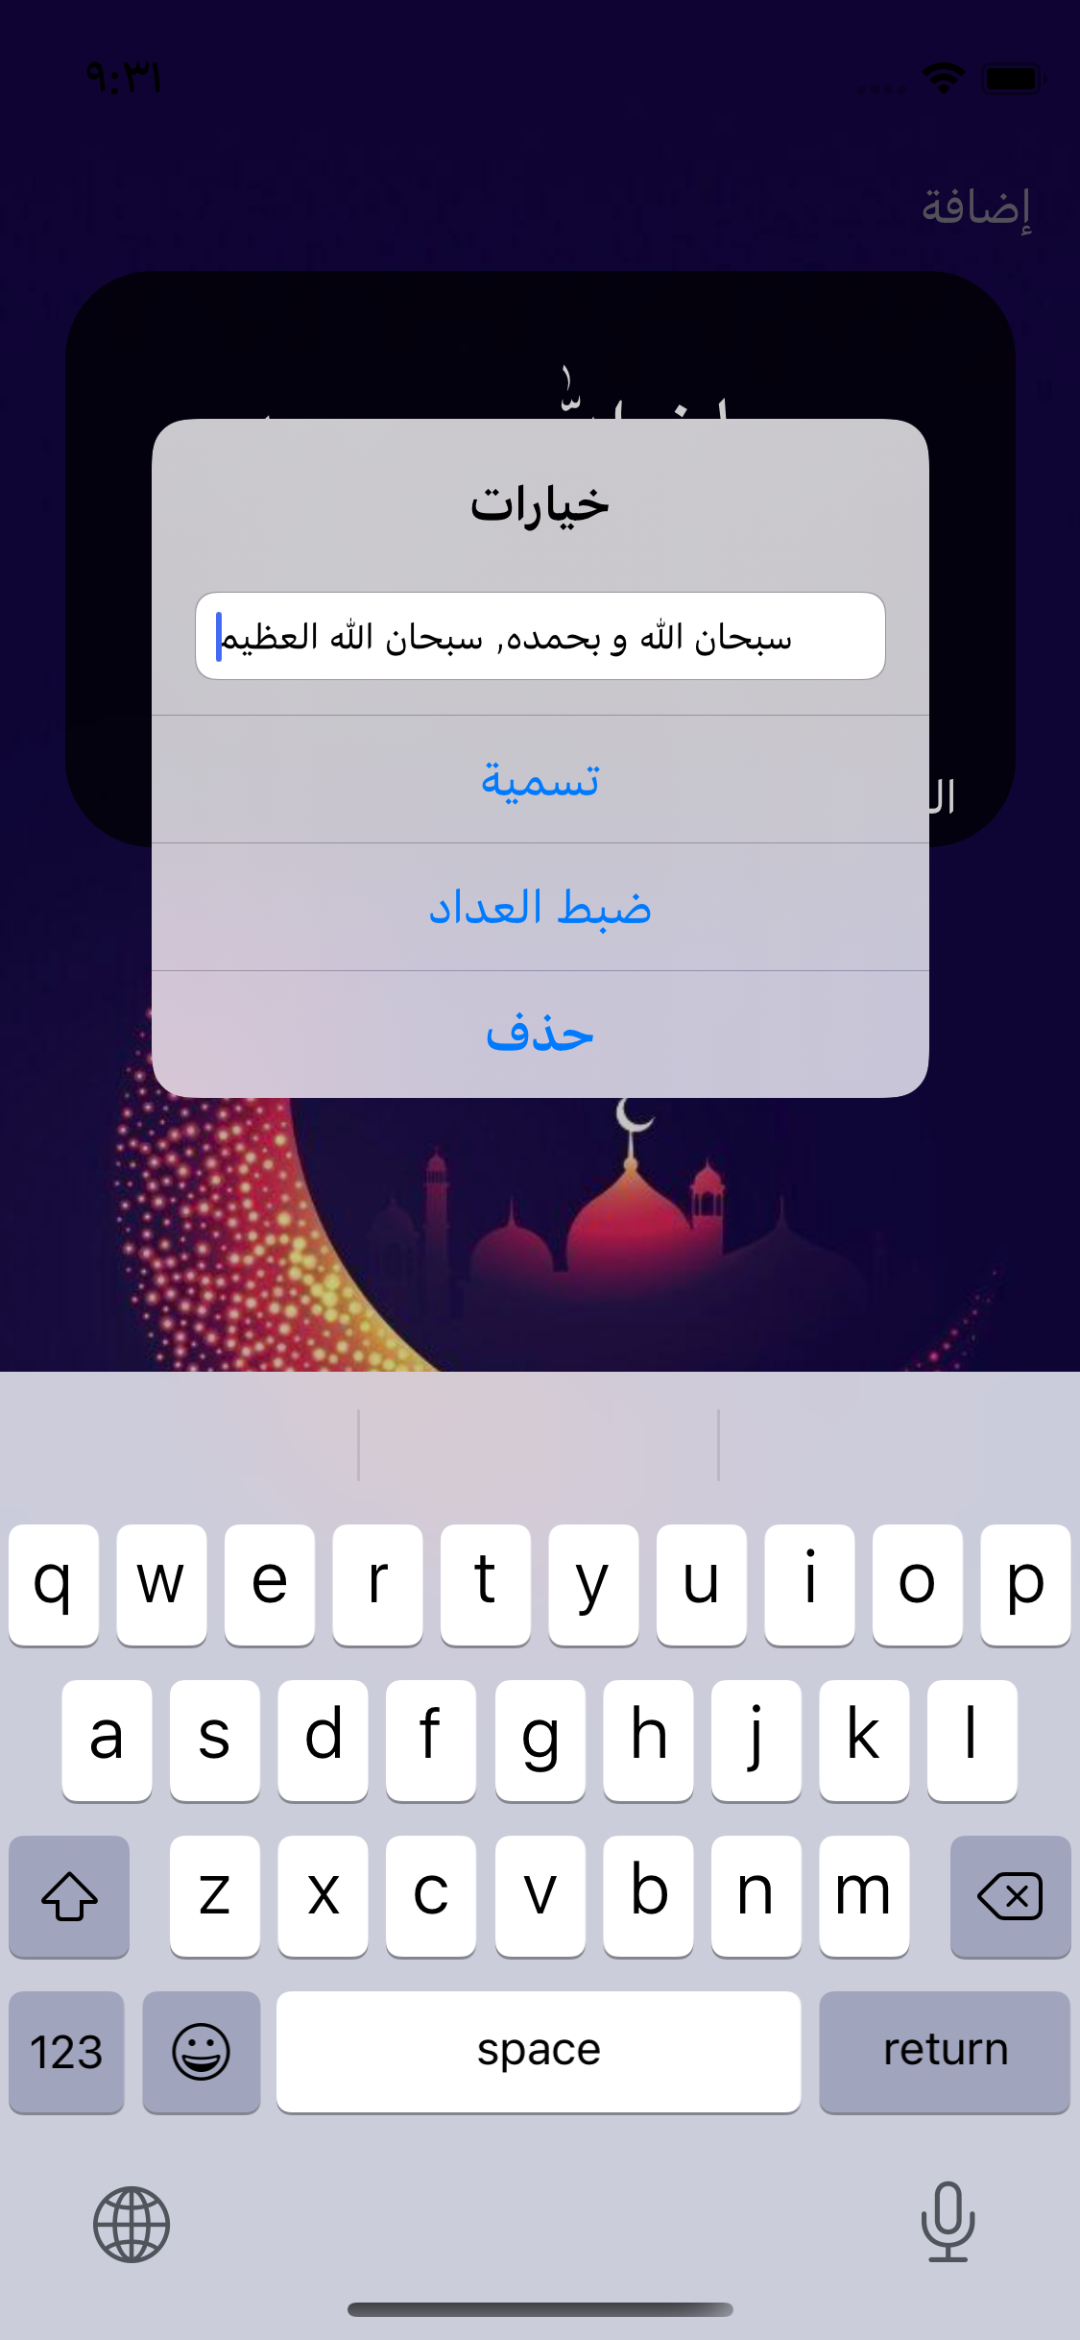 ٩:٣١
إضافة
خيارات
سبحان الله و بحمده, سبحان الله العظيم
تسمية
ضبط العداد
حذف
q w e r t y u i o p
a s d f g h j k l
z x c v b n m
123 space return